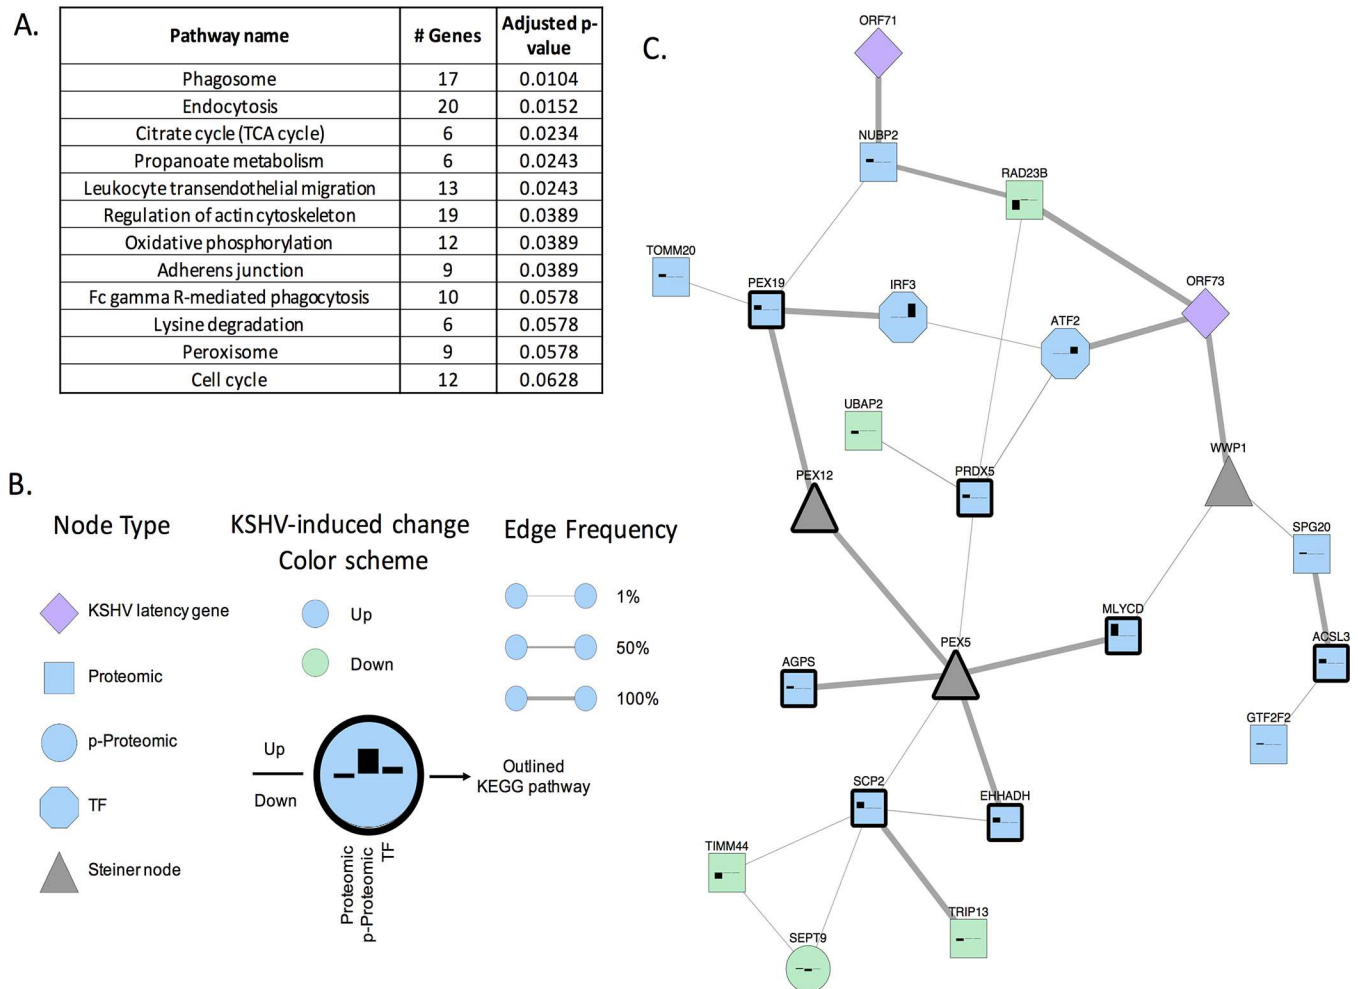 A.
Pathway name # Genes Adjusted p-
value
Phagosome 17 0.0104
Endocytosis 20 0.0152
Citrate cycle (TCA cycle) 6 0.0234
Propanoate metabolism 6 0.0243
Leukocyte transendothelial migration 13 0.0243
Regulation of actin cytoskeleton 19 0.0389
Oxidative phosphorylation 12 0.0389
Adherens junction 9 0.0389
Fc gamma R-mediated phagocytosis 10 0.0578
Lysine degradation 6 0.0578
Peroxisome 9 0.0578
Cell cycle 12 0.0628
B.
Node Type
KSHV latency gene
Proteomic
p-Proteomic
TF
Steiner node
KSHV-induced change
Color scheme
Up
Down
Edge Frequency
1%
50%
100%
Up
Down
Outlined
KEGG pathway
Proteomic
p-Proteomic
TF
C.
ORF71
NUBP2
RAD23B
TOMM20
PEX19
IRF3
ORF73
ATF2
UBAP2
WWP1
PEX12
PRDX5
SPG20
MLYCD
ACSL3
PEX5
AGPS
GTF2F2
SCP2
EHHADH
TIMM44
TRIP13
SEPT9